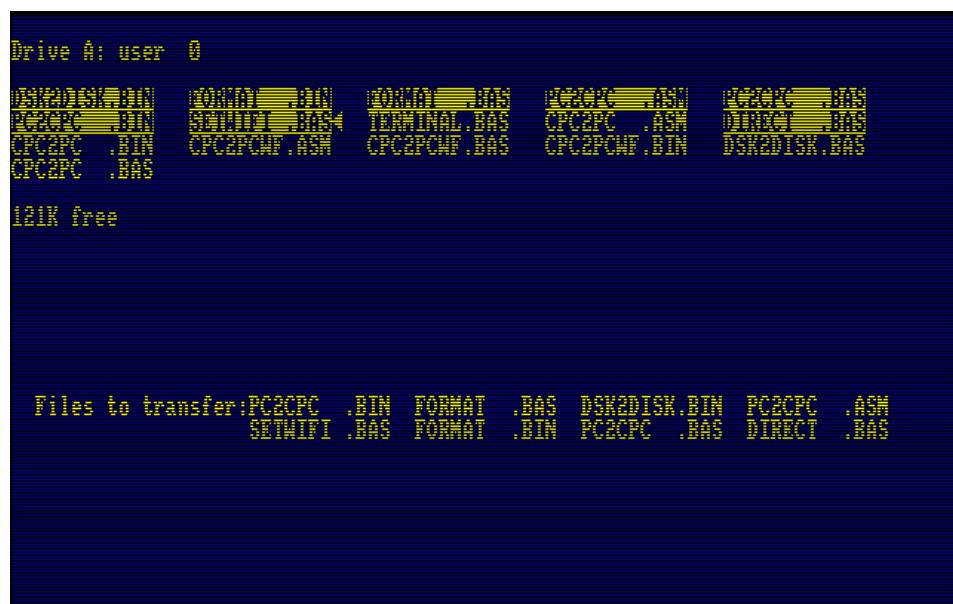 Drive A: user  0
DSK2DISK.BIN   FORMAT  .BIN   FORMAT  .BAS   PC2CPC  .ASM   PC2CPC  .BAS
PC2CPC  .BIN   SETWIFI .BAS   TERMINAL.BAS   CPC2PC  .ASM   DIRECT  .BAS
CPC2PC  .BIN   CPC2PCWF.ASM   CPC2PCWF.BAS   CPC2PCWF.BIN   DSK2DISK.BAS
CPC2PC  .BAS
121K free
Files to transfer:PC2CPC  .BIN  FORMAT  .BAS  DSK2DISK.BIN  PC2CPC  .ASM
SETWIFI .BAS  FORMAT  .BIN  PC2CPC  .BAS  DIRECT  .BAS